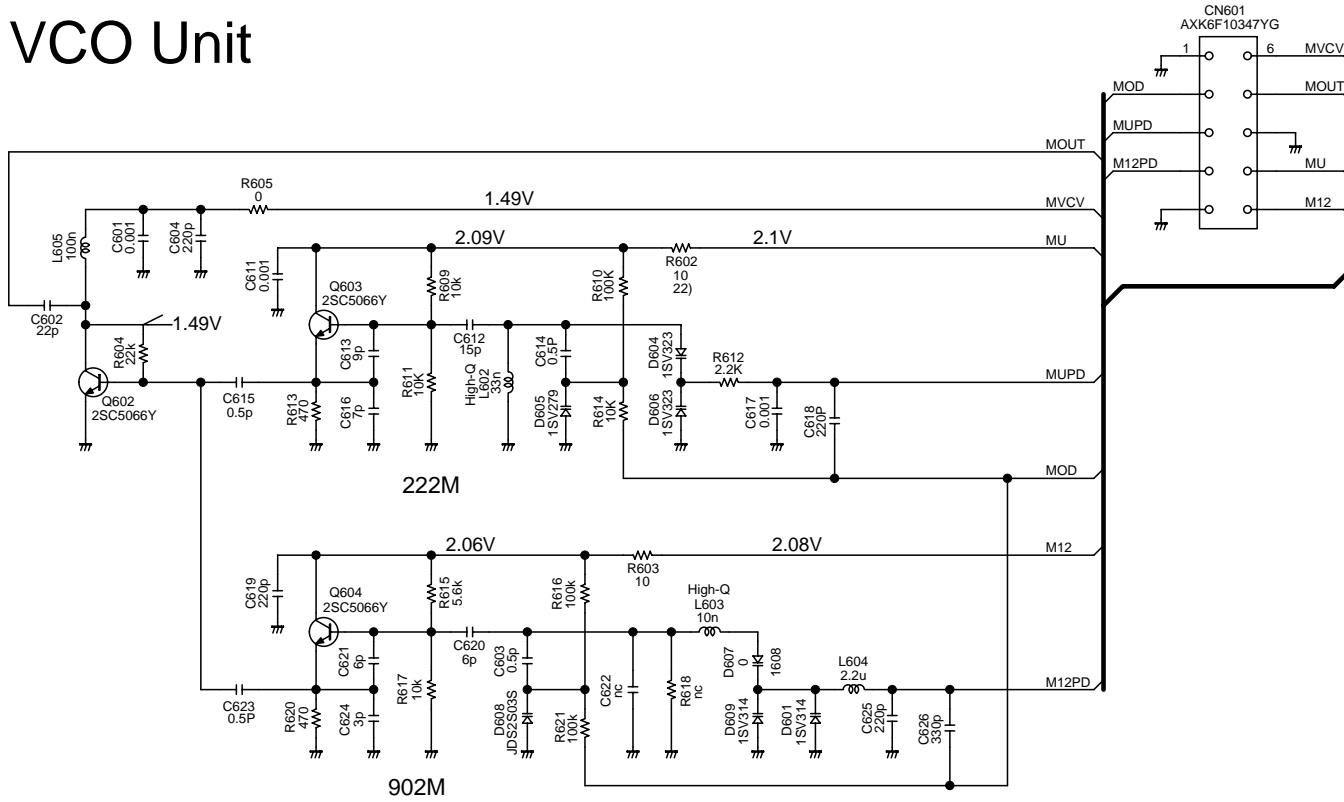 VCO Unit
CN601
AXK6F10347YG
1
6
MVCV
MOD
MOUT
MUPD
M12PD
MU
M12
MOUT
R605
0
1.49V
MVCV
L605
100n
C601
0.001
C604
220p
2.09V
2.1V
MU
C611
0.001
Q603
2SC5066Y
R609
10k
R610
100K
R602
10
22)
C602
22p
1.49V
R604
22k
C613
9p
C612
15p
C614
0.5P
D604
1SV323
R612
2.2K
MUPD
Q602
2SC5066Y
C615
0.5p
R613
470
C616
7p
R611
10K
High-Q
L602
33n
D605
1SV279
R614
10K
D606
1SV323
C617
0.001
C618
220P
MOD
222M
2.06V
2.08V
M12
R603
10
C619
220p
Q604
2SC5066Y
R615
5.6k
R616
100k
High-Q
L603
10n
C621
6p
C620
6p
C603
0.5p
D607
0
1608
L604
2.2u
M12PD
C623
0.5P
R620
470
C624
3p
R617
10k
D608
JDS2S03S
R621
100k
C622
nc
R618
nc
D609
1SV314
D601
1SV314
C625
220p
C626
330p
902M